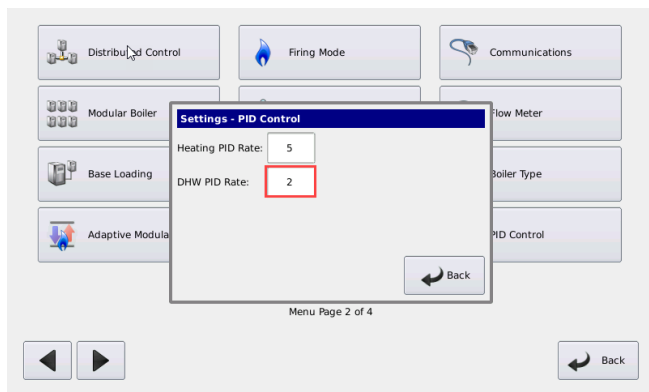 Distributed Control
Firing Mode
Communications
Modular Boiler
Flow Meter
Settings - PID Control
Heating PID Rate: 5
Base Loading
Boiler Type
DHW PID Rate: 2
Adaptive Modula
PID Control
Back
Menu Page 2 of 4
Back